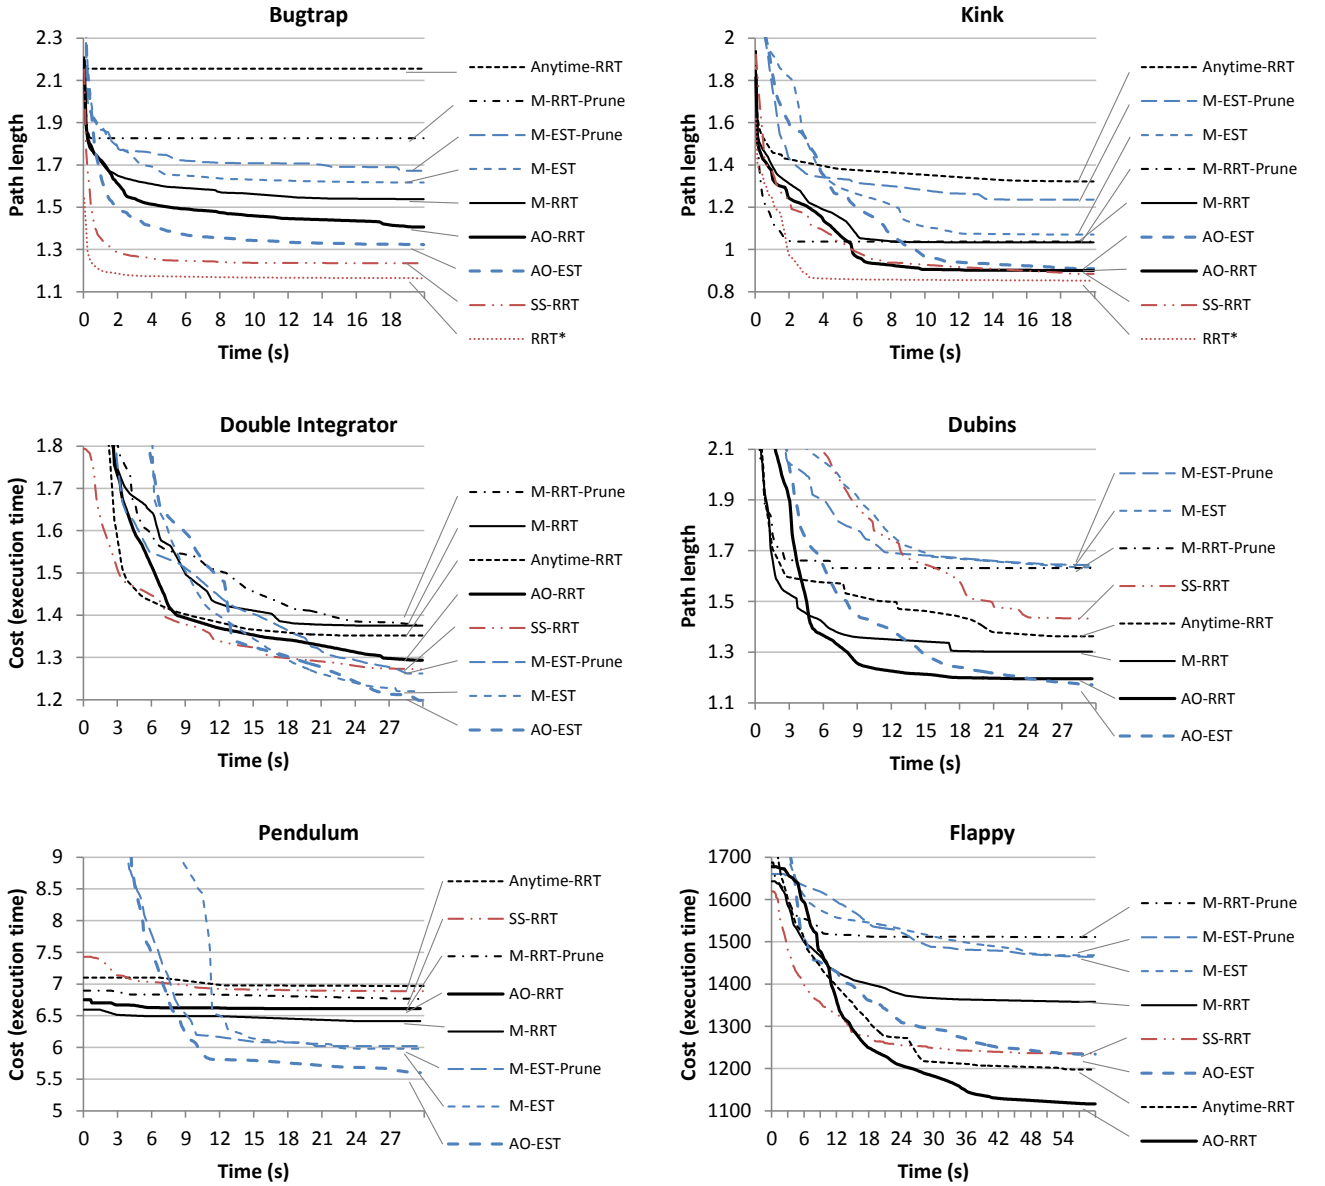 Bugtrap
2.3
2.1
1.9
1.7
1.5
1.3
1.1
Path length
0 2 4 6 8 10 12 14 16 18
Time (s)
Anytime-RRT
M-RRT-Prune
M-EST-Prune
M-EST
M-RRT
AO-RRT
AO-EST
SS-RRT
RRT*
Kink
2
1.8
1.6
1.4
1.2
1
0.8
Path length
0 2 4 6 8 10 12 14 16 18
Time (s)
Anytime-RRT
M-EST-Prune
M-EST
M-RRT-Prune
M-RRT
AO-EST
AO-RRT
SS-RRT
RRT*
Double Integrator
1.8
1.7
1.6
1.5
1.4
1.3
1.2
Cost (execution time)
0 3 6 9 12 15 18 21 24 27
Time (s)
M-RRT-Prune
M-RRT
Anytime-RRT
AO-RRT
SS-RRT
M-EST-Prune
M-EST
AO-EST
Dubins
2.1
1.9
1.7
1.5
1.3
1.1
Path length
0 3 6 9 12 15 18 21 24 27
Time (s)
M-EST-Prune
M-EST
M-RRT-Prune
SS-RRT
Anytime-RRT
M-RRT
AO-RRT
AO-EST
Pendulum
9
8.5
8
7.5
7
6.5
6
5.5
5
Cost (execution time)
0 3 6 9 12 15 18 21 24 27
Time (s)
Anytime-RRT
SS-RRT
M-RRT-Prune
AO-RRT
M-RRT
M-EST-Prune
M-EST
AO-EST
Flappy
1700
1600
1500
1400
1300
1200
1100
Cost (execution time)
0 6 12 18 24 30 36 42 48 54
Time (s)
M-RRT-Prune
M-EST-Prune
M-EST
M-RRT
SS-RRT
AO-EST
Anytime-RRT
AO-RRT